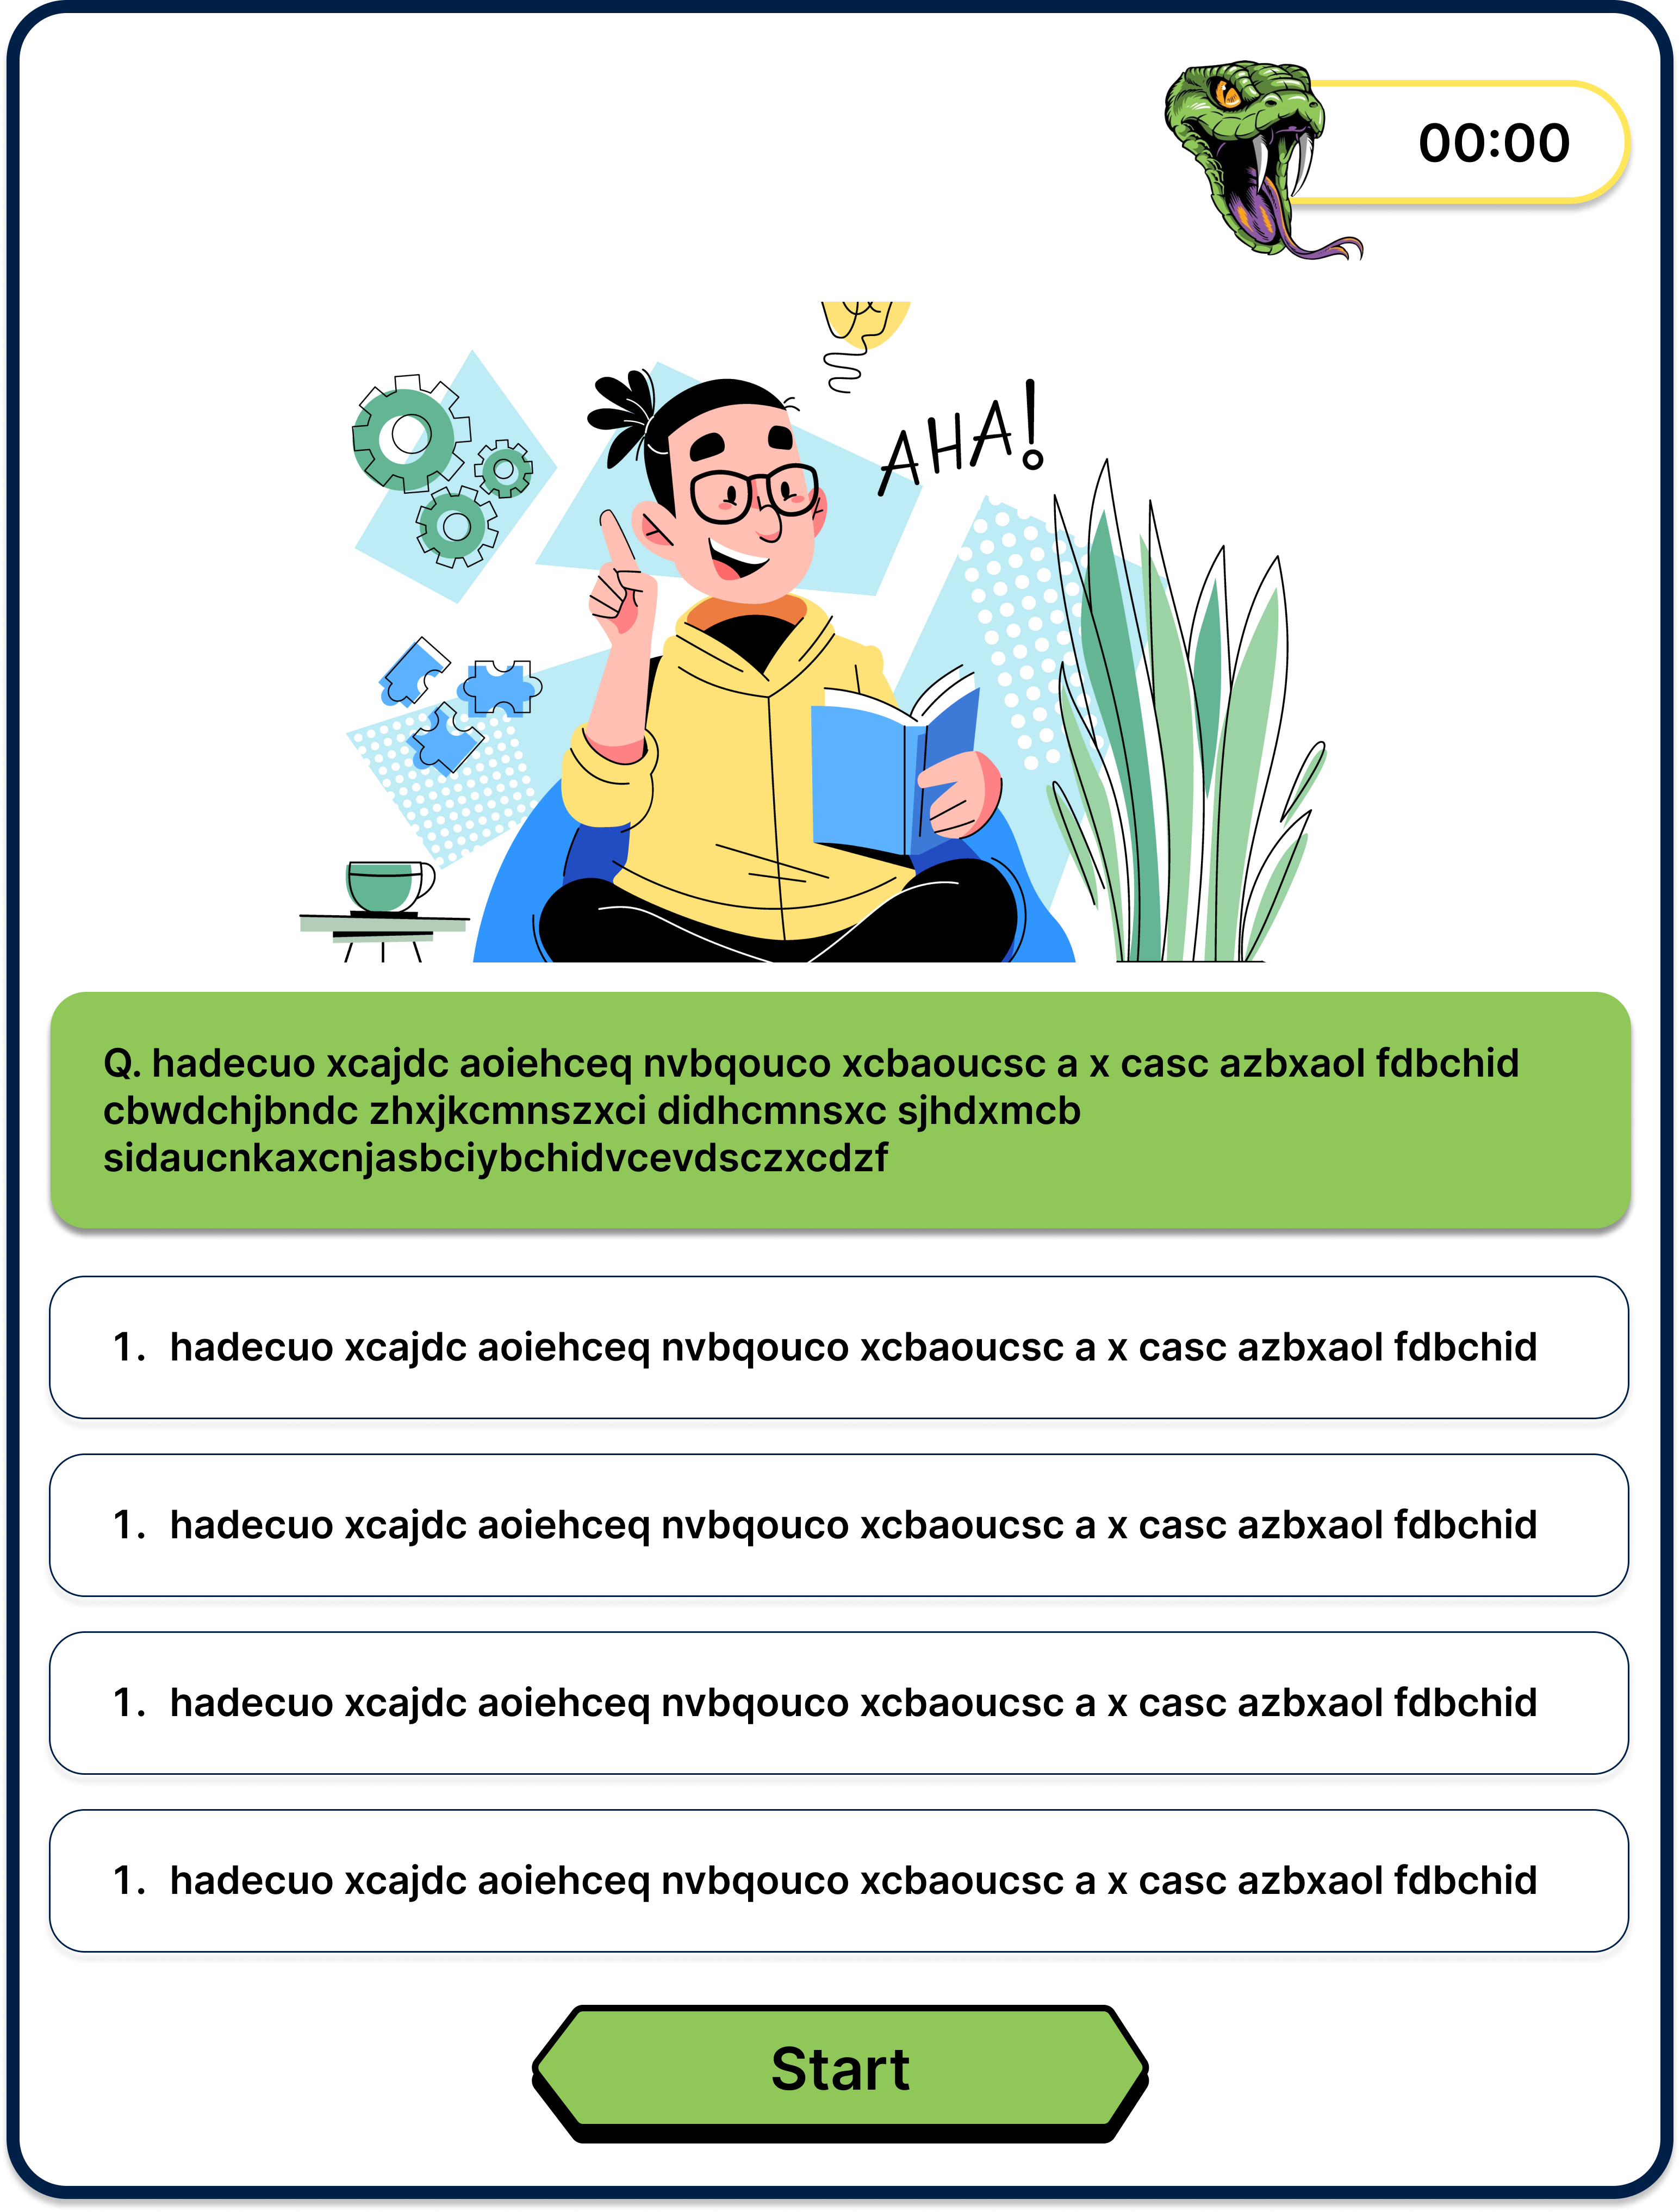 00:00
AHA!
Q. hadecuo xcajdc aoiehceq nvbqouco xcbaoucsc a x casc azbxaol fdbchid
cbwdchjbndc zhxjkcmnszxci didhcmnsxc sjhdxmcb
sidaucnkaxcnjasbciybchidvcevdsczxcdzf
1. hadecuo xcajdc aoiehceq nvbqouco xcbaoucsc a x casc azbxaol fdbchid
1. hadecuo xcajdc aoiehceq nvbqouco xcbaoucsc a x casc azbxaol fdbchid
1. hadecuo xcajdc aoiehceq nvbqouco xcbaoucsc a x casc azbxaol fdbchid
1. hadecuo xcajdc aoiehceq nvbqouco xcbaoucsc a x casc azbxaol fdbchid
Start